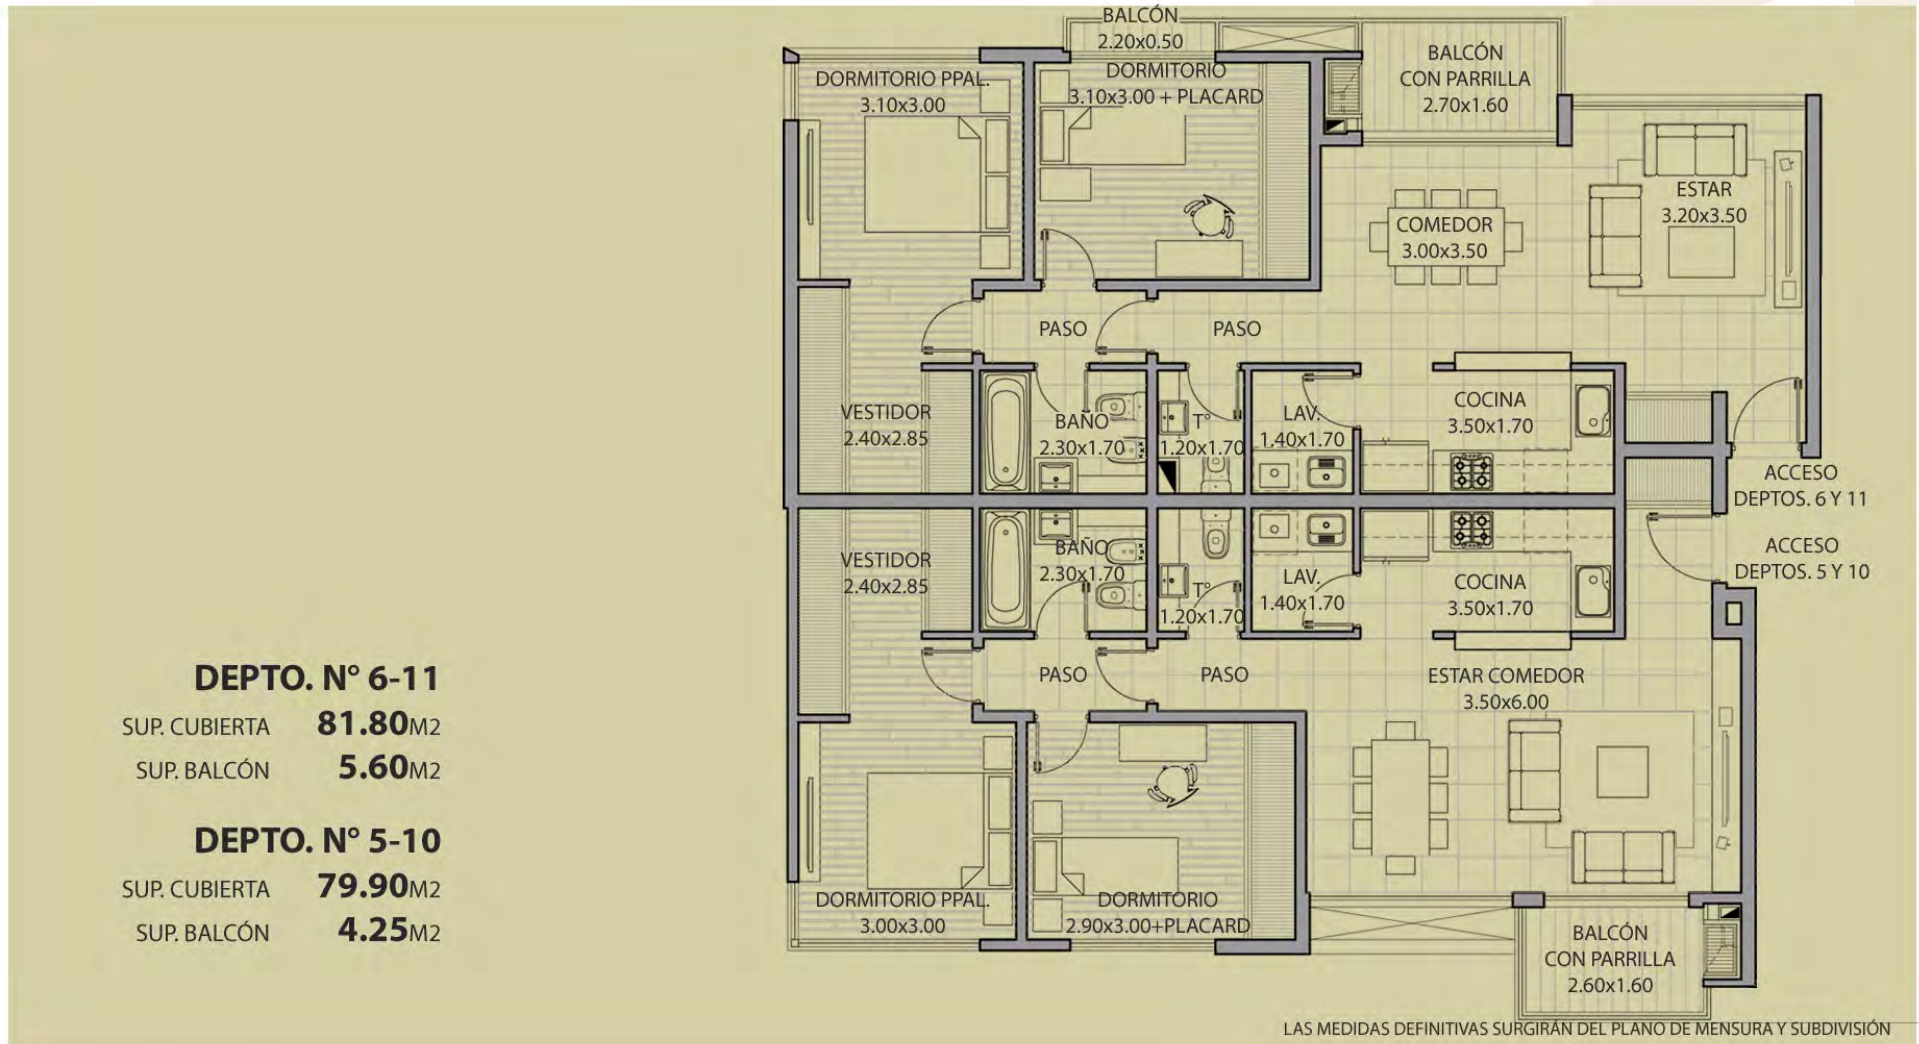 BALCÓN
2.20x0.50
DORMITORIO PPAL.
3.10x3.00
DORMITORIO
3.10x3.00 + PLACARD
BALCÓN
CON PARRILLA
2.70x1.60
ESTAR
3.20x3.50
COMEDOR
3.00x3.50
PASO
PASO
VESTIDOR
2.40x2.85
BAÑO
2.30x1.70
T°
1.20x1.70
LAV.
1.40x1.70
COCINA
3.50x1.70
ACCESO
DEPTOS. 6 Y 11
ACCESO
DEPTOS. 5 Y 10
VESTIDOR
2.40x2.85
BAÑO
2.30x1.70
T°
1.20x1.70
LAV.
1.40x1.70
COCINA
3.50x1.70
PASO
PASO
ESTAR COMEDOR
3.50x6.00
DORMITORIO PPAL.
3.00x3.00
DORMITORIO
2.90x3.00+PLACARD
BALCÓN
CON PARRILLA
2.60x1.60
DEPTO. N° 6-11
SUP. CUBIERTA 81.80M2
SUP. BALCÓN 5.60M2
DEPTO. N° 5-10
SUP. CUBIERTA 79.90M2
SUP. BALCÓN 4.25M2
LAS MEDIDAS DEFINITIVAS SURGIRÁN DEL PLANO DE MENSURA Y SUBDIVISIÓN